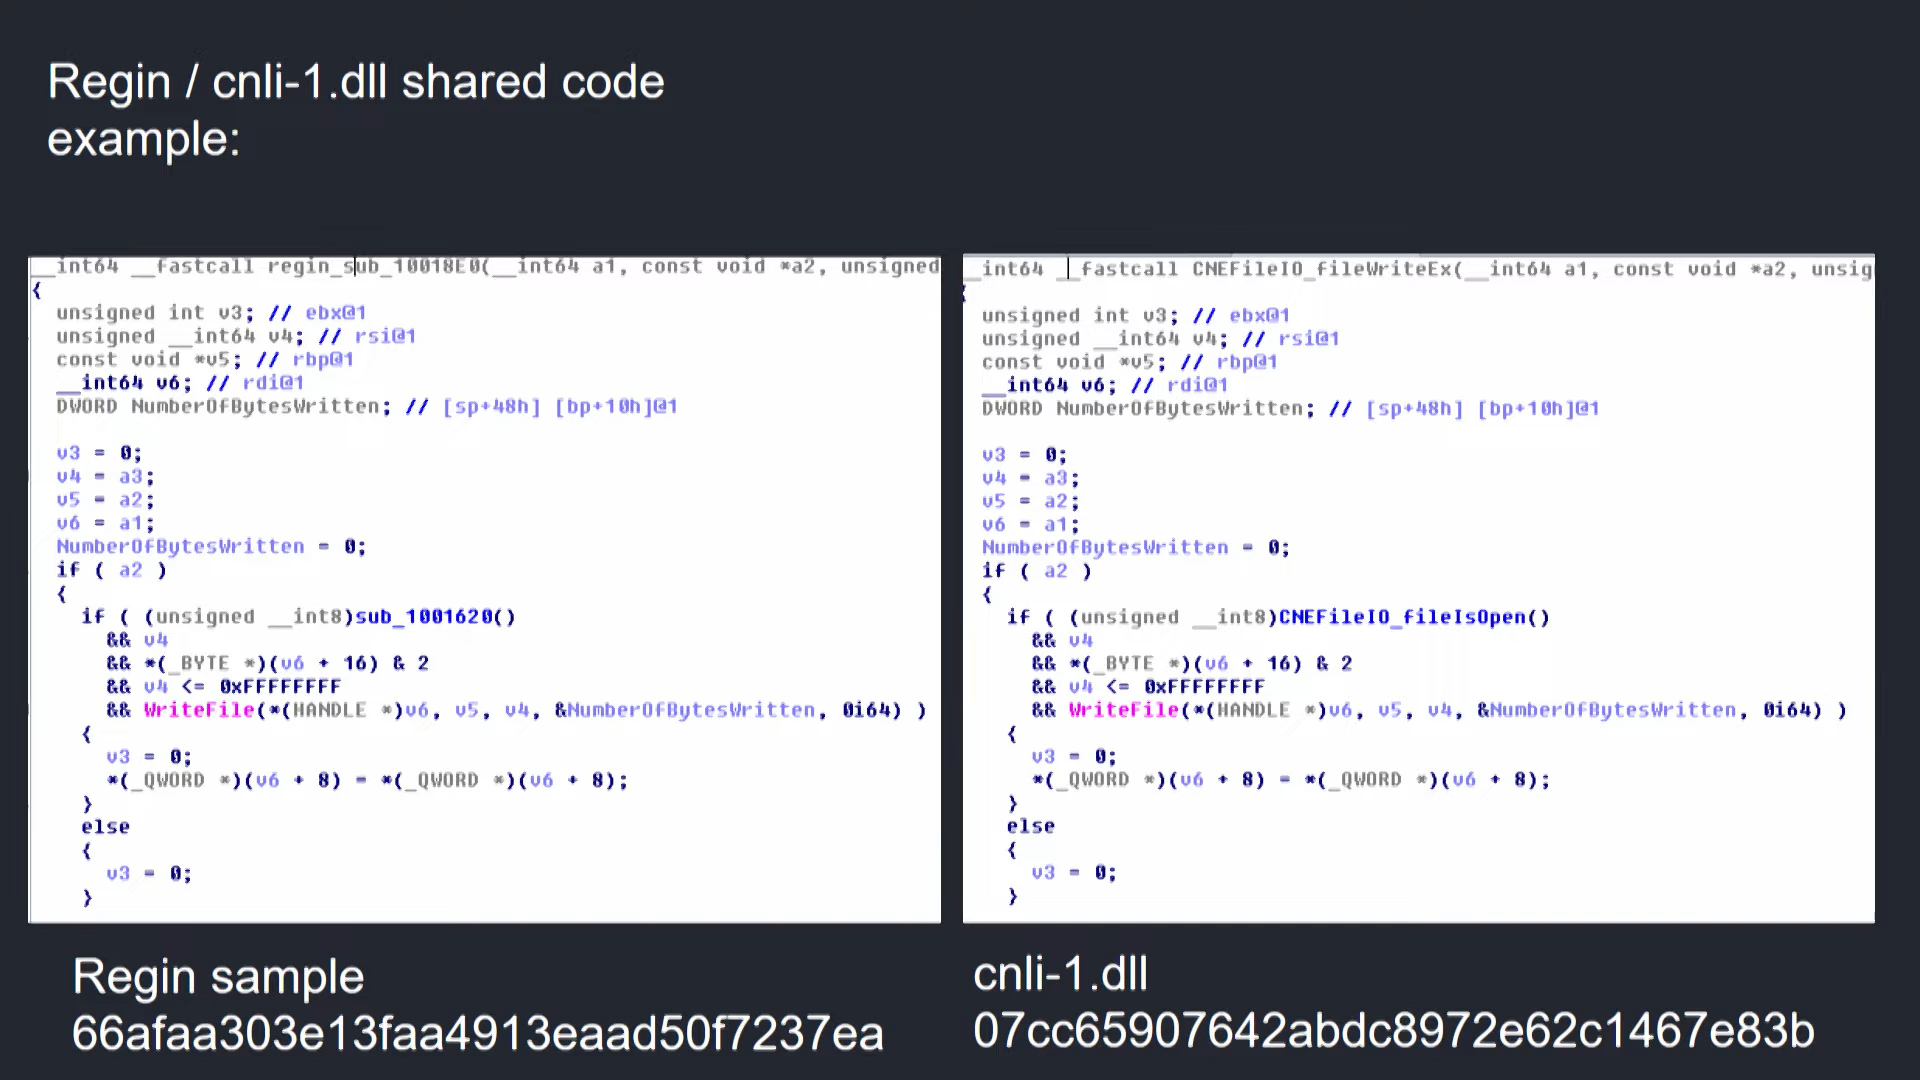 Regin / cnli-1.dll shared code
example:
__int64 __fastcall regin_sub_10018E0(__int64 a1, const void *a2, unsigned
{
unsigned int v3; // ebx@1
unsigned __int64 v4; // rsi@1
const void *v5; // rbp@1
__int64 v6; // rdi@1
DWORD NumberOfBytesWritten; // [sp+48h] [bp+10h]@1
v3 = 0;
v4 = a3;
v5 = a2;
v6 = a1;
NumberOfBytesWritten = 0;
if ( a2 )
{
if ( (unsigned __int8)sub_1001620()
&& v4
&& *(_BYTE *)(v6 + 16) & 2
&& v4 <= 0xFFFFFFFF
&& WriteFile(*(HANDLE *)v6, v5, v4, &NumberOfBytesWritten, 0i64) )
{
v3 = 0;
*(_QWORD *)(v6 + 8) = *(_QWORD *)(v6 + 8);
}
else
{
v3 = 0;
}
Regin sample
66afaa303e13faa4913eaad50f7237ea
__int64 __fastcall CNEFileIO_fileWriteEx(__int64 a1, const void *a2, unsig
{
unsigned int v3; // ebx@1
unsigned __int64 v4; // rsi@1
const void *v5; // rbp@1
__int64 v6; // rdi@1
DWORD NumberOfBytesWritten; // [sp+48h] [bp+10h]@1
v3 = 0;
v4 = a3;
v5 = a2;
v6 = a1;
NumberOfBytesWritten = 0;
if ( a2 )
{
if ( (unsigned __int8)CNEFileIO_fileIsOpen()
&& v4
&& *(_BYTE *)(v6 + 16) & 2
&& v4 <= 0xFFFFFFFF
&& WriteFile(*(HANDLE *)v6, v5, v4, &NumberOfBytesWritten, 0i64) )
{
v3 = 0;
*(_QWORD *)(v6 + 8) = *(_QWORD *)(v6 + 8);
}
else
{
v3 = 0;
}
cnli-1.dll
07cc65907642abdc8972e62c1467e83b